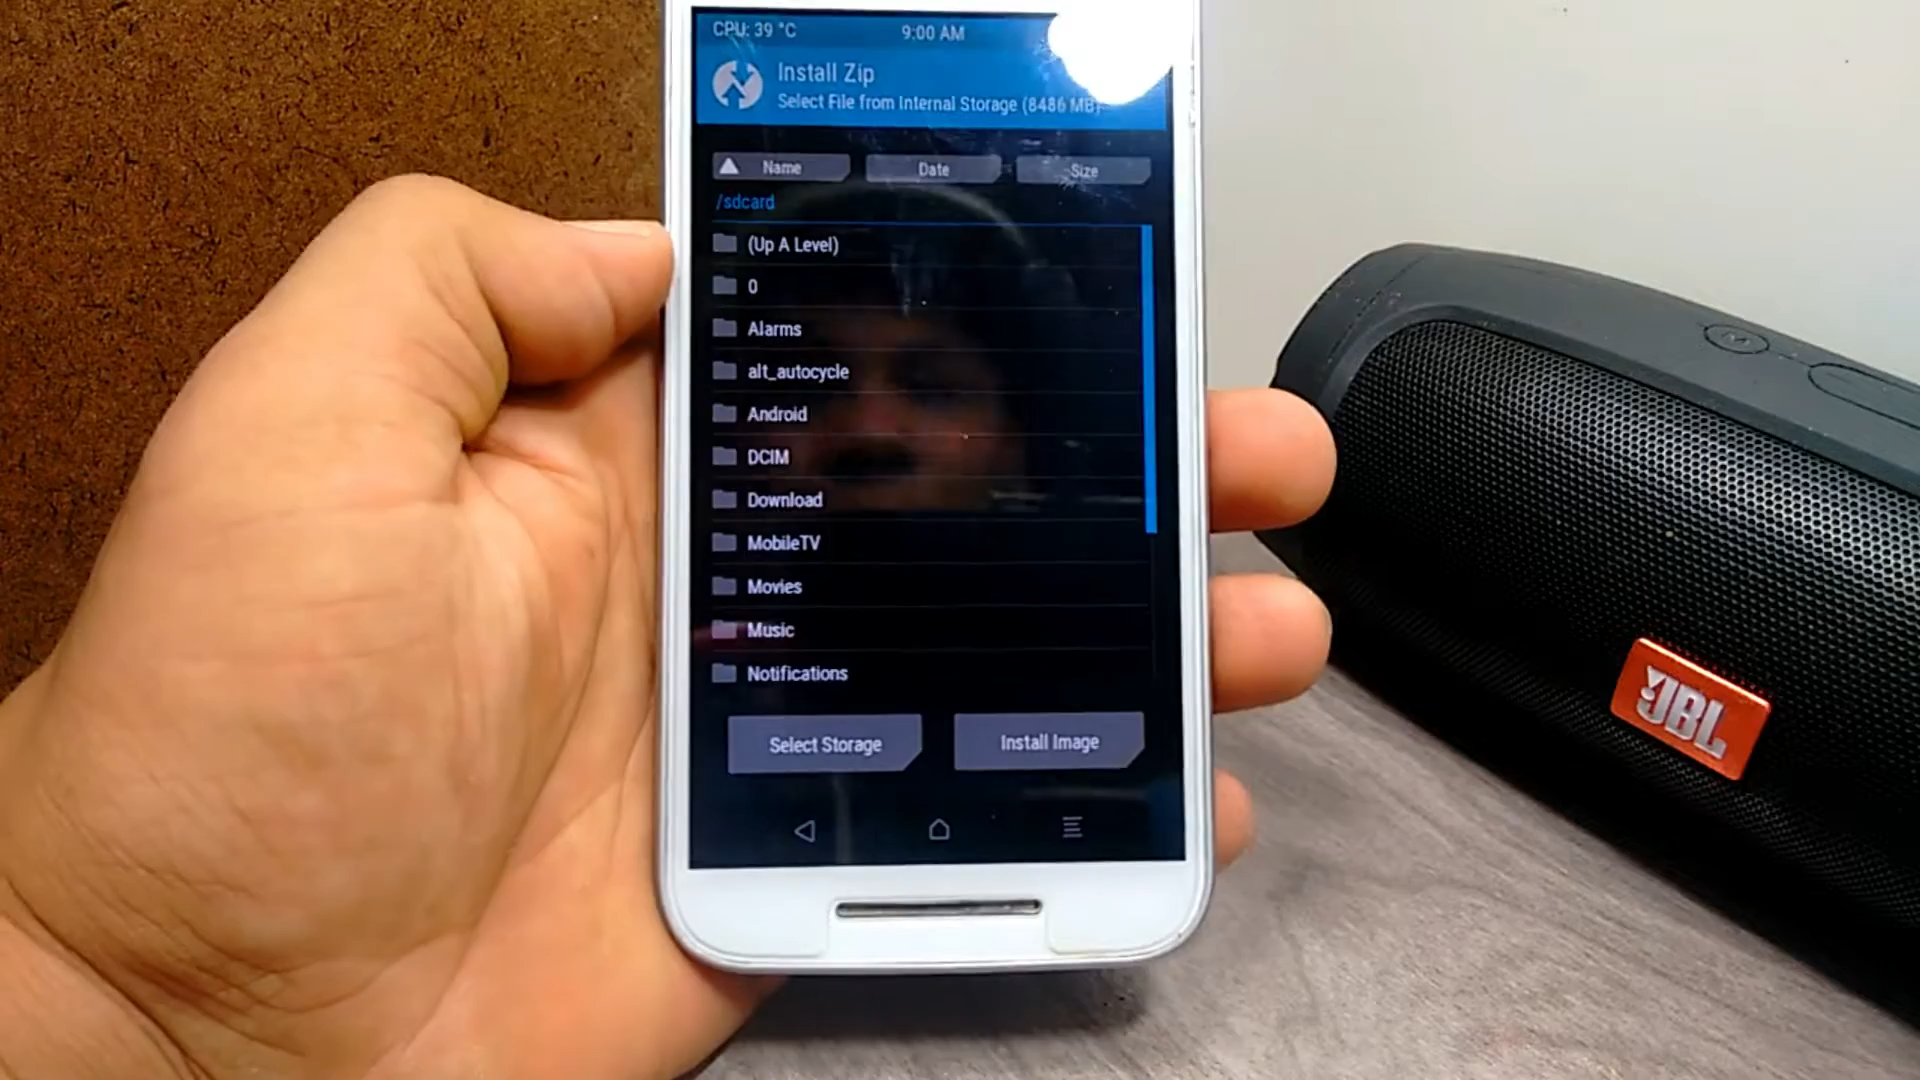 CPU: 39 °C 9:00 AM
Install Zip
Select File from Internal Storage (8486 MB)
Name Date Size
/sdcard
(Up A Level)
0
Alarms
alt_autocycle
Android
DCIM
Download
MobileTV
Movies
Music
Notifications
Select Storage Install Image
M
JBL